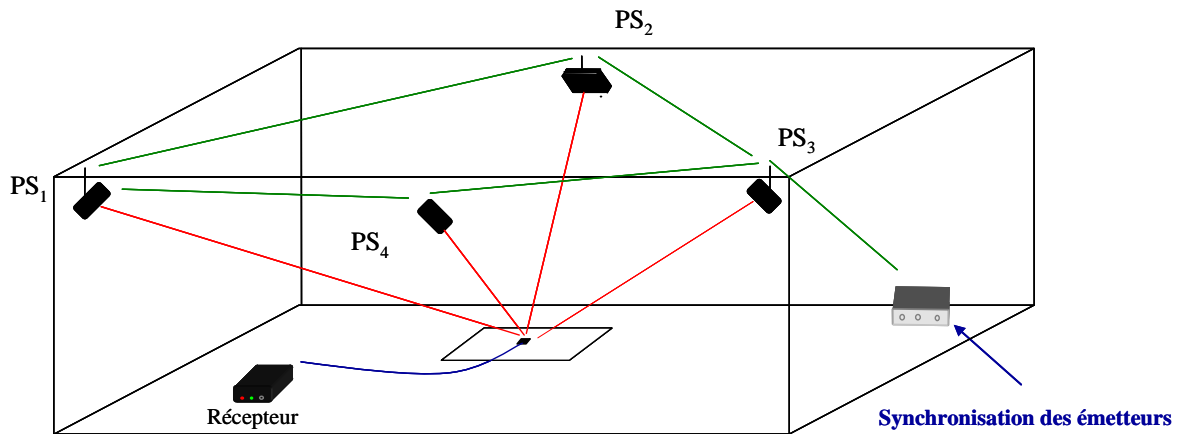 PS₂
PS₃
PS₁
PS₄
Récepteur
Synchronisation des émetteurs